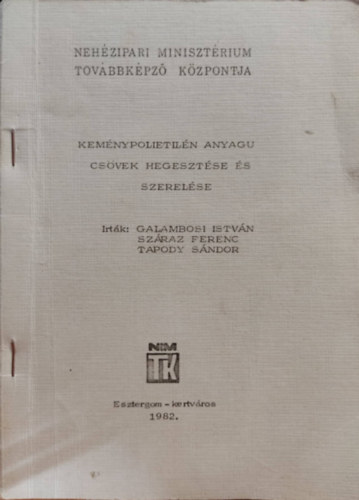 NEHÉZIPARI MINISZTÉRIUM
TOVÁBBKÉPZŐ KÖZPONTJA
KEMÉNYPOLIETILÉN ANYAGU
CSÖVEK HEGESZTÉSE ÉS
SZERELÉSE
Irták: GALAMBOSI ISTVÁN
SZÁRAZ FERENC
TAPODY SÁNDOR
NIM
TK
Esztergom - kertváros
1982.